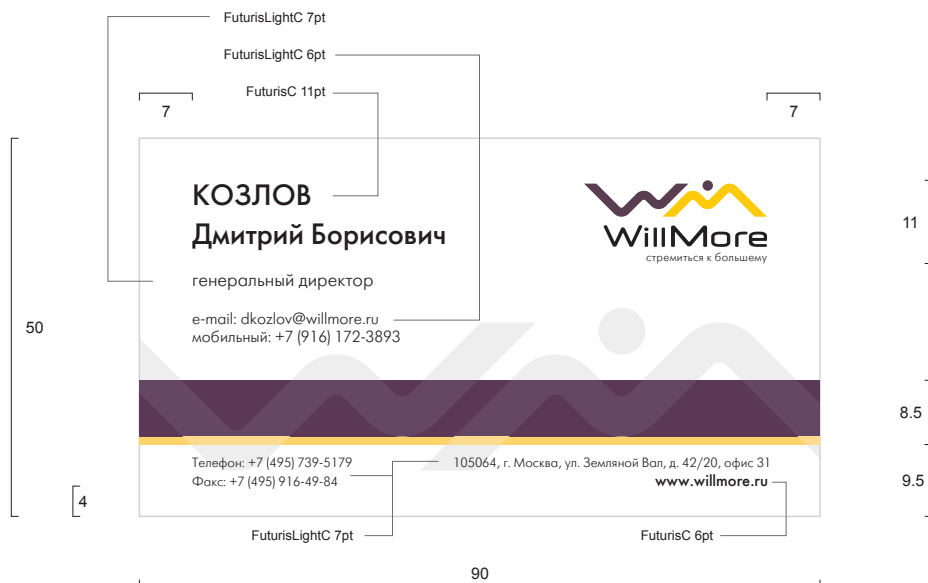 FuturisLightC 7pt
FuturisLightC 6pt
FuturisC 11pt
7
7
КОЗЛОВ
Дмитрий Борисович
WillMore
стремиться к большему
11
генеральный директор
e-mail: dkozlov@willmore.ru
мобильный: +7 (916) 172-3893
50
8.5
Телефон: +7 (495) 739-5179
Факс: +7 (495) 916-49-84
105064, г. Москва, ул. Земляной Вал, д. 42/20, офис 31
www.willmore.ru
9.5
4
FuturisLightC 7pt
FuturisC 6pt
90